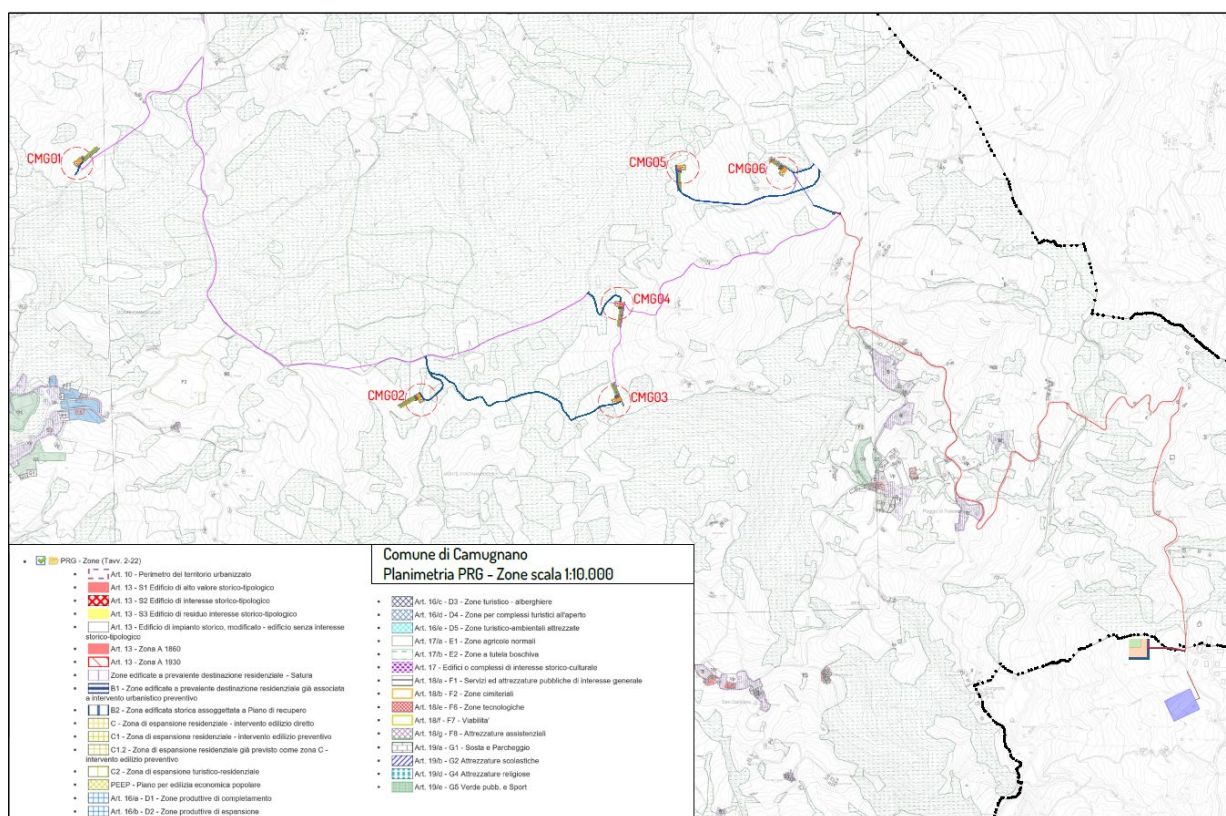 CMG01
CMG05
CMG06
CMG04
CMG02
CMG03
PRG - Zone (Tavv. 2-22)
Art. 10 - Perimetro del territorio urbanizzato
Art. 13 - S1 Edificio di alto valore storico-tipologico
Art. 13 - S2 Edificio di interesse storico-tipologico
Art. 13 - S3 Edificio di residuo interesse storico-tipologico
Art. 13 - Edificio di impianto storico, modificato - edificio senza interesse
storico-tipologico
Art. 13 - Zona A 1860
Art. 13 - Zona A 1930
Zone edificate a prevalente destinazione residenziale - Satura
B1 - Zone edificate a prevalente destinazione residenziale già associata
a intervento urbanistico preventivo
B2 - Zona edificata storica assoggettata a Piano di recupero
C - Zona di espansione residenziale - intervento edilizio diretto
C1 - Zona di espansione residenziale - intervento edilizio preventivo
C1.2 - Zona di espansione residenziale già previsto come zona C -
intervento edilizio preventivo
C2 - Zona di espansione turistico-residenziale
PEEP - Piano per edilizia economica popolare
Art. 16/a - D1 - Zone produttive di completamento
Art. 16/b - D2 - Zone produttive di espansione
Comune di Camugnano
Planimetria PRG - Zone scala 1:10.000
Art. 16/c - D3 - Zone turistico - alberghiere
Art. 16/d - D4 - Zone per complessi turistici all'aperto
Art. 16/e - D5 - Zone turistico-ambientali attrezzate
Art. 17/a - E1 - Zone agricole normali
Art. 17/b - E2 - Zone a tutela boschiva
Art. 17 - Edifici o complessi di interesse storico-culturale
Art. 18/a - F1 - Servizi ed attrezzature pubbliche di interesse generale
Art. 18/b - F2 - Zone cimiteriali
Art. 18/e - F6 - Zone tecnologiche
Art. 18/f - F7 - Viabilita'
Art. 18/g - F8 - Attrezzature assistenziali
Art. 19/a - G1 - Sosta e Parcheggio
Art. 19/b - G2 Attrezzature scolastiche
Art. 19/d - G4 Attrezzature religiose
Art. 19/e - G5 Verde pubb. e Sport